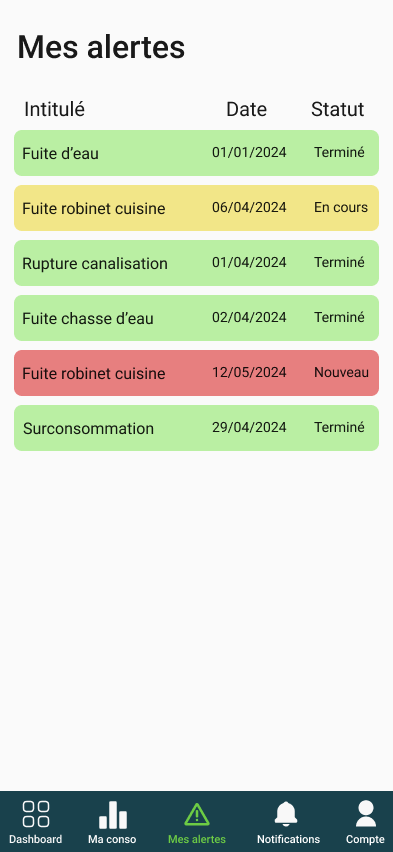 Mes alertes
Intitulé Date Statut
Fuite d’eau 01/01/2024 Terminé
Fuite robinet cuisine 06/04/2024 En cours
Rupture canalisation 01/04/2024 Terminé
Fuite chasse d’eau 02/04/2024 Terminé
Fuite robinet cuisine 12/05/2024 Nouveau
Surconsommation 29/04/2024 Terminé
Dashboard Ma conso Mes alertes Notifications Compte